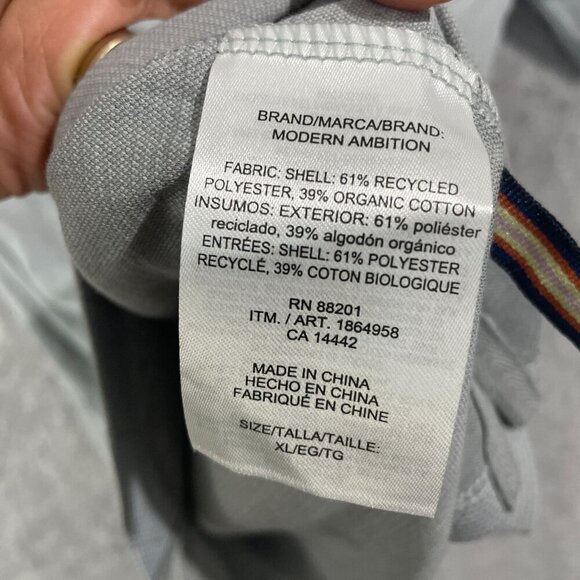 BRAND/MARCA/BRAND:
MODERN AMBITION
FABRIC: SHELL: 61% RECYCLED
POLYESTER, 39% ORGANIC COTTON
INSUMOS: EXTERIOR: 61% poliéster
reciclado, 39% algodón orgánico
ENTRÉES: SHELL: 61% POLYESTER
RECYCLÉ, 39% COTON BIOLOGIQUE
RN 88201
ITM. / ART. 1864958
CA 14442
MADE IN CHINA
HECHO EN CHINA
FABRIQUÉ EN CHINE
SIZE/TALLA/TAILLE:
XL/EG/TG